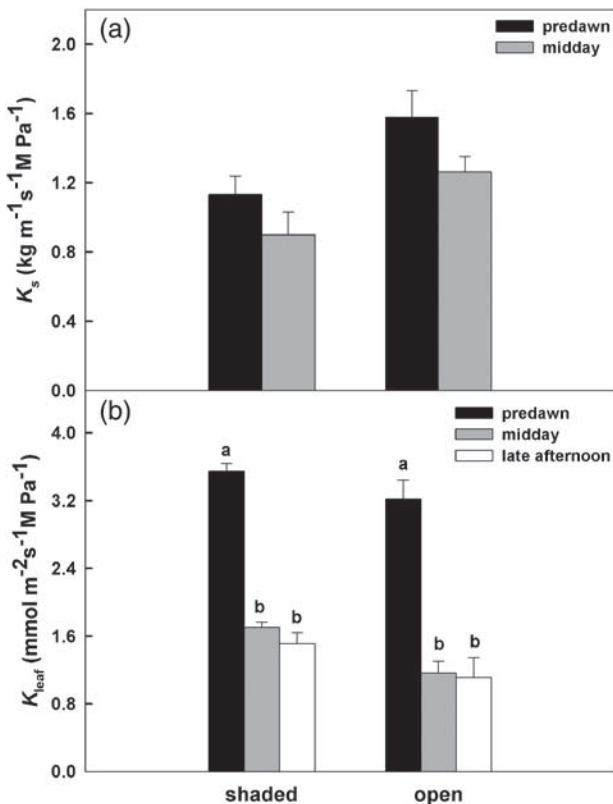 (a)
predawn
midday
2.0
1.6
1.2
0.8
0.4
0.0
Ks (kg m⁻¹s⁻¹M Pa⁻¹)
(b)
predawn
midday
late afternoon
4.0
3.2
2.4
1.6
0.8
0.0
Kleaf (mmol m⁻²s⁻¹M Pa⁻¹)
a
b
b
a
b
b
shaded open